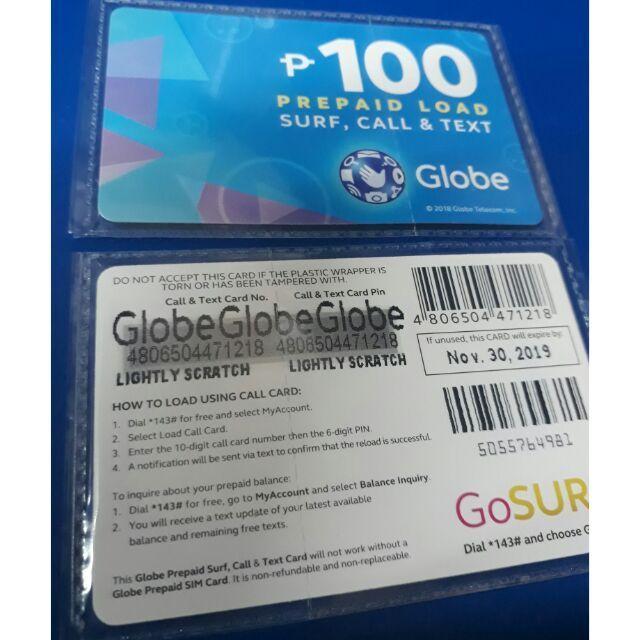 ₱100
PREPAID LOAD
SURF, CALL & TEXT
Globe
© 2018 Globe Telecom, Inc.
DO NOT ACCEPT THIS CARD IF THE PLASTIC WRAPPER IS
TORN OR HAS BEEN TAMPERED WITH.
Call & Text Card No. Call & Text Card Pin
GlobeGlobeGlobe
4806504471218 4806504471218
LIGHTLY SCRATCH LIGHTLY SCRATCH
4 806504 471218
If unused, this CARD will expire by:
Nov. 30, 2019
HOW TO LOAD USING CALL CARD:
1. Dial *143# for free and select MyAccount.
2. Select Load Call Card.
3. Enter the 10-digit call card number then the 6-digit PIN.
4. A notification will be sent via text to confirm that the reload is successful.
5055764981
To inquire about your prepaid balance:
1. Dial *143# for free, go to MyAccount and select Balance Inquiry.
2. You will receive a text update of your latest available
balance and remaining free texts.
GoSUR
Dial *143# and choose G
This Globe Prepaid Surf, Call & Text Card will not work without a
Globe Prepaid SIM Card. It is non-refundable and non-replaceable.